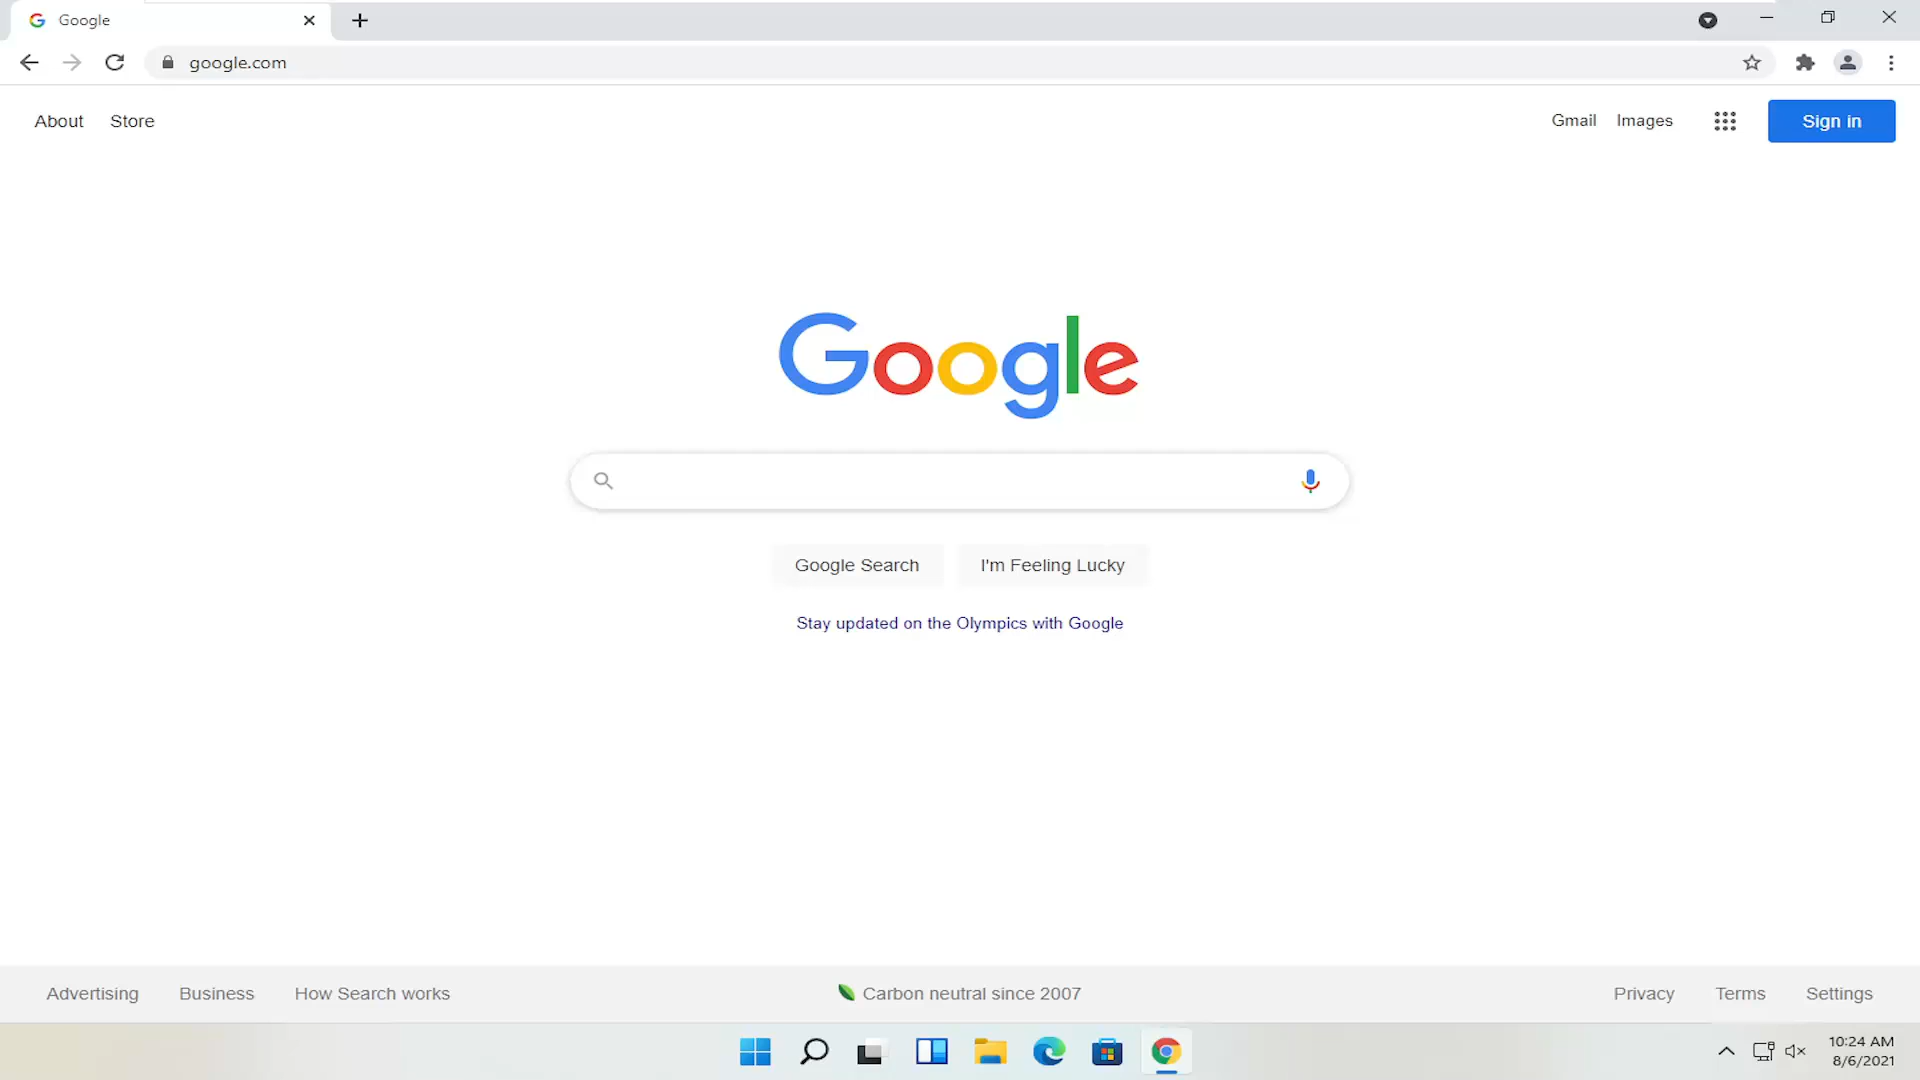 Google
google.com
About Store Gmail Images Sign in
Google
Google Search I'm Feeling Lucky
Stay updated on the Olympics with Google
Advertising Business How Search works Carbon neutral since 2007 Privacy Terms Settings
10:24 AM
8/6/2021